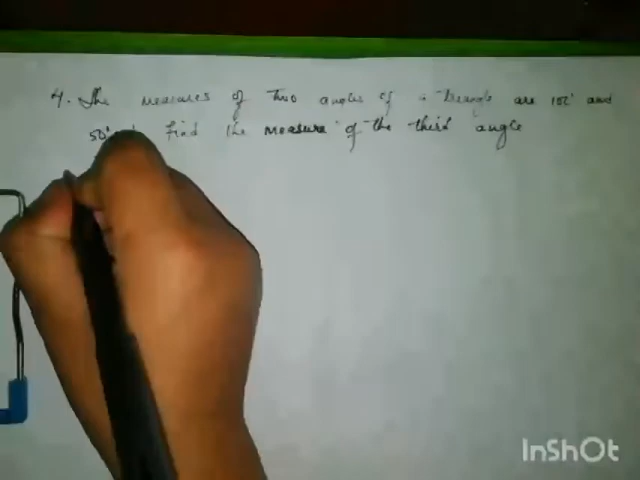 4. The measures of two angles of a triangle are 102° and
50° find the measure of the third angle
InShOt